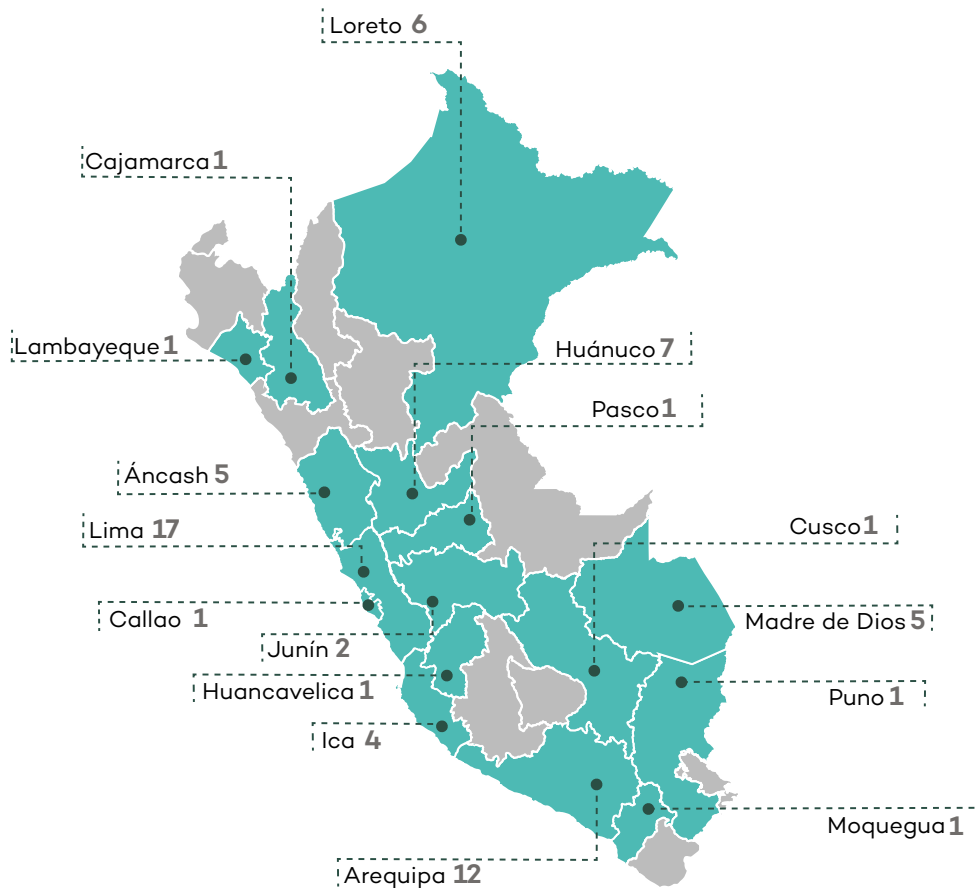 Loreto 6
Cajamarca 1
Lambayeque 1
Huánuco 7
Pasco 1
Áncash 5
Lima 17
Cusco 1
Callao 1
Madre de Dios 5
Junín 2
Huancavelica 1
Puno 1
Ica 4
Moquegua 1
Arequipa 12